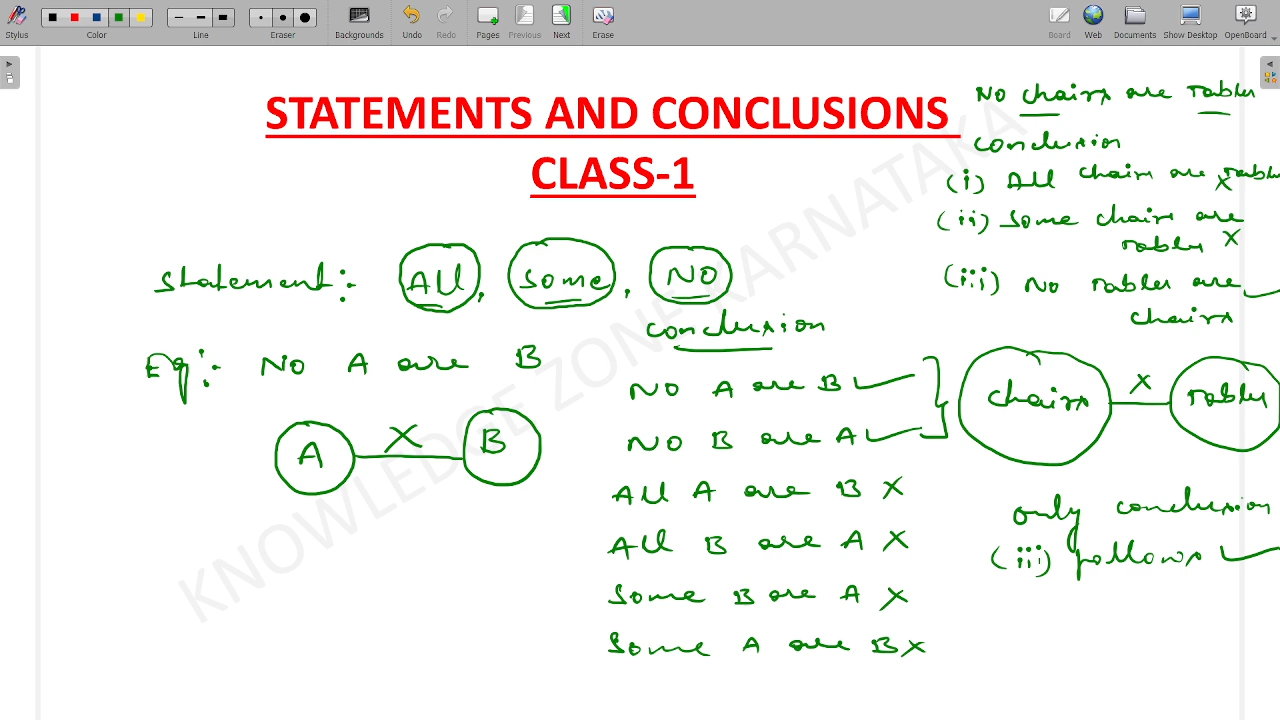 Stylus
Color
Line
Eraser
Backgrounds
Undo
Redo
Pages
Previous
Next
Erase
Board
Web
Documents
Show Desktop
OpenBoard
STATEMENTS AND CONCLUSIONS
CLASS-1
KNOWLEDGE ZONE KARNATAKA
Statement:- All, Some, NO
Eg:- NO A are B
A X B
conclusion
NO A are B ✓
NO B are A ✓
All A are B X
All B are A X
Some B are A X
Some A are B X
No chairs are tables
conclusion
(i) All chairs are tables X
(ii) Some chairs are
tables X
(iii) No tables are ✓
chairs
chairs X tables
only conclusion
(iii) follows ✓